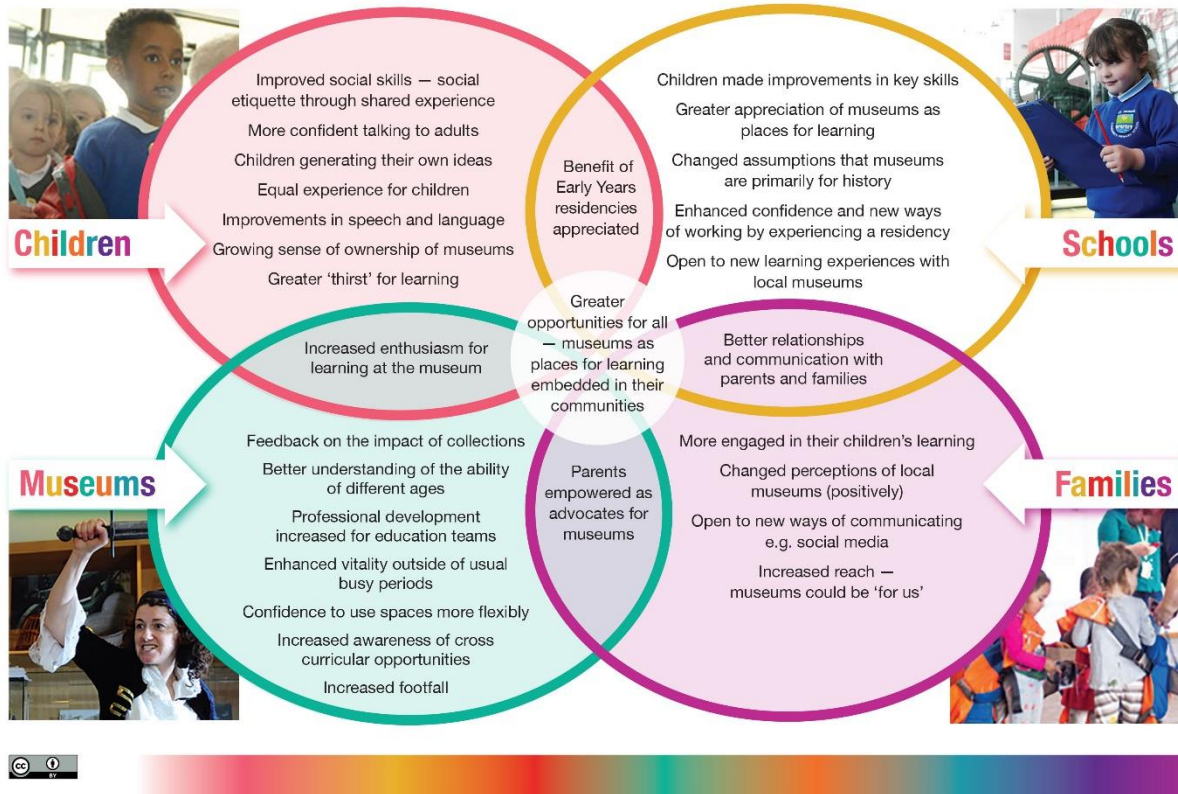 Improved social skills — social
etiquette through shared experience
More confident talking to adults
Children generating their own ideas
Equal experience for children
Improvements in speech and language
Growing sense of ownership of museums
Greater ‘thirst’ for learning
Children
Benefit of
Early Years
residencies
appreciated
Children made improvements in key skills
Greater appreciation of museums as
places for learning
Changed assumptions that museums
are primarily for history
Enhanced confidence and new ways
of working by experiencing a residency
Open to new learning experiences with
local museums
Schools
Increased enthusiasm for
learning at the museum
Greater
opportunities for all
— museums as
places for learning
embedded in their
communities
Better relationships
and communication with
parents and families
Museums
Feedback on the impact of collections
Better understanding of the ability
of different ages
Professional development
increased for education teams
Enhanced vitality outside of usual
busy periods
Confidence to use spaces more flexibly
Increased awareness of cross
curricular opportunities
Increased footfall
Parents
empowered as
advocates for
museums
More engaged in their children’s learning
Changed perceptions of local
museums (positively)
Open to new ways of communicating
e.g. social media
Increased reach —
museums could be ‘for us’
Families
cc
BY